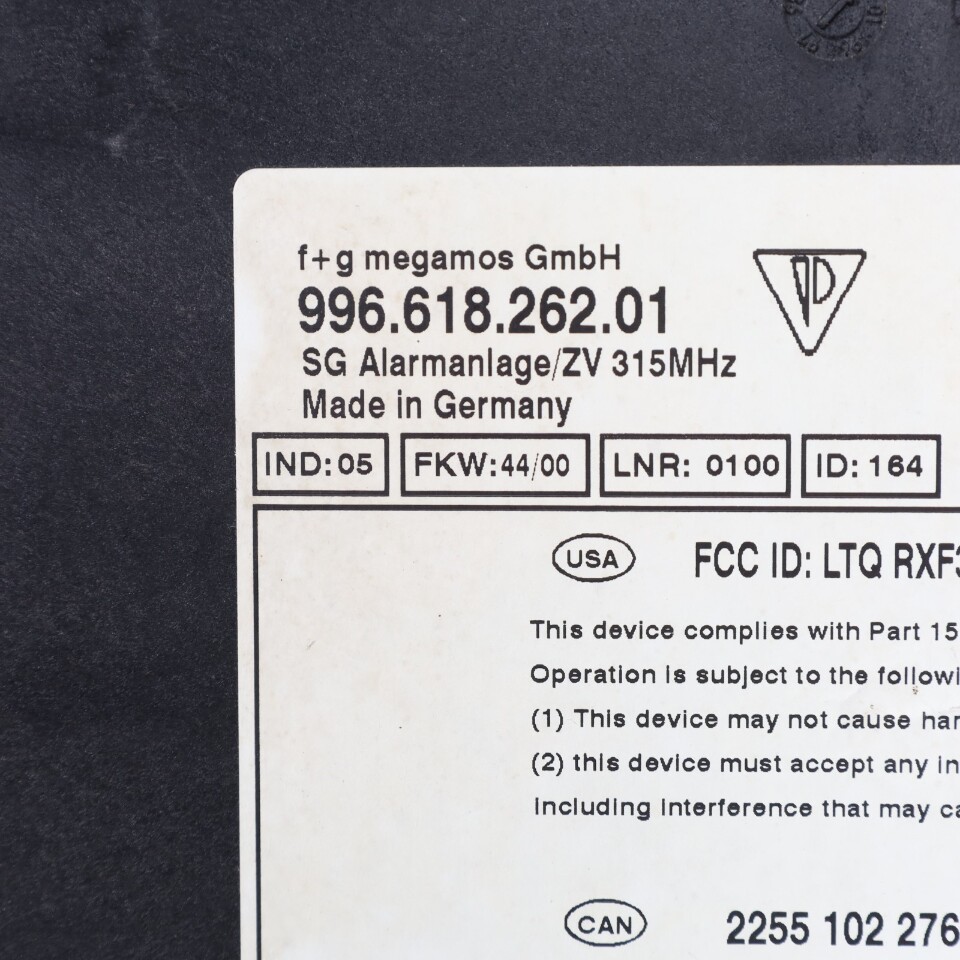 f+g megamos GmbH
996.618.262.01
SG Alarmanlage/ZV 315MHz
Made in Germany
IND: 05 FKW: 44/00 LNR: 0100 ID: 164
USA FCC ID: LTQ RXF
This device complies with Part 15
Operation is subject to the followi
(1) This device may not cause har
(2) this device must accept any in
including interference that may ca
CAN 2255 102 276